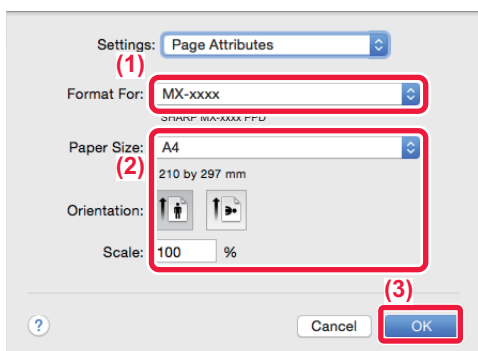 Settings: Page Attributes
(1)
Format For: MX-xxxx
SHARP MX-xxxx PPD
Paper Size: A4
(2)
210 by 297 mm
Orientation:
Scale: 100 %
(3)
? Cancel OK